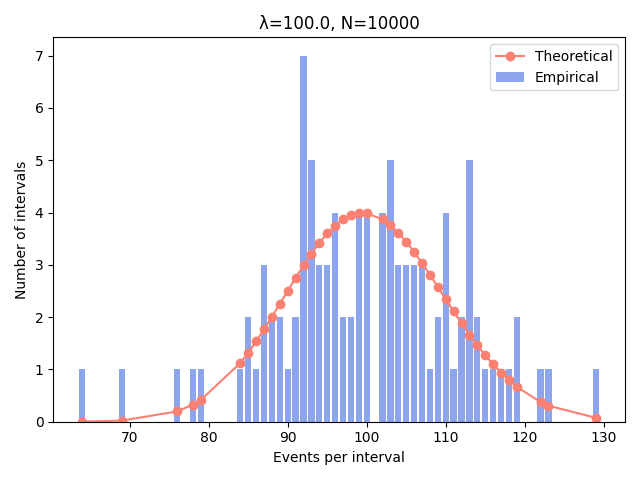 λ=100.0, N=10000
Theoretical
Empirical
Number of intervals
7
6
5
4
3
2
1
0
70 80 90 100 110 120 130
Events per interval